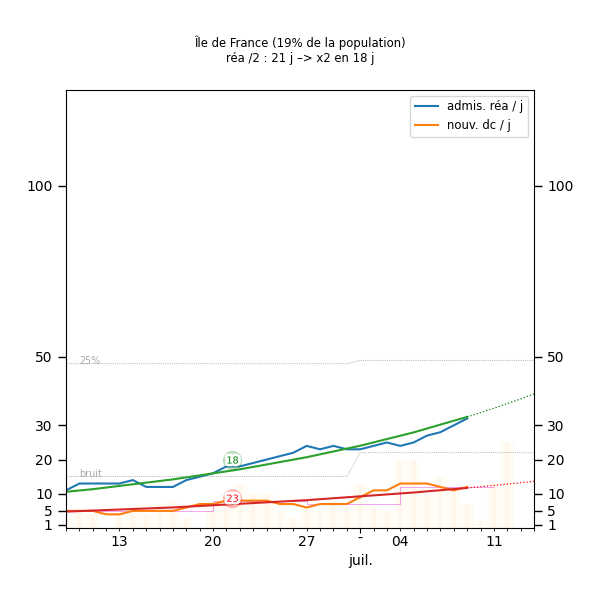 Île de France (19% de la population)
réa /2 : 21 j –> x2 en 18 j
admis. réa / j
nouv. dc / j
100 100
50 50
25%
30 30
20 20
18
bruit
10 10
23
5 5
1 1
13 20 27 - 04 11
juil.